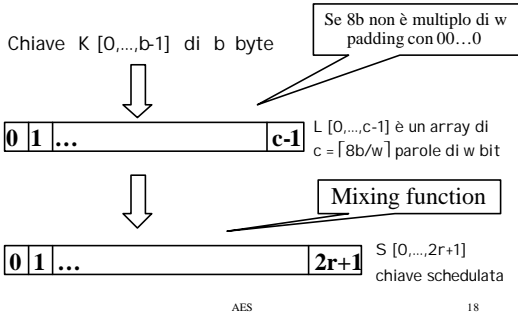 Se 8b non è multiplo di w
padding con 00…0
Chiave K [0,...,b-1] di b byte
0 1 … c-1
L [0,...,c-1] è un array di
c = ⌈8b/w⌉ parole di w bit
Mixing function
0 1 … 2r+1
S [0,...,2r+1]
chiave schedulata
AES 18